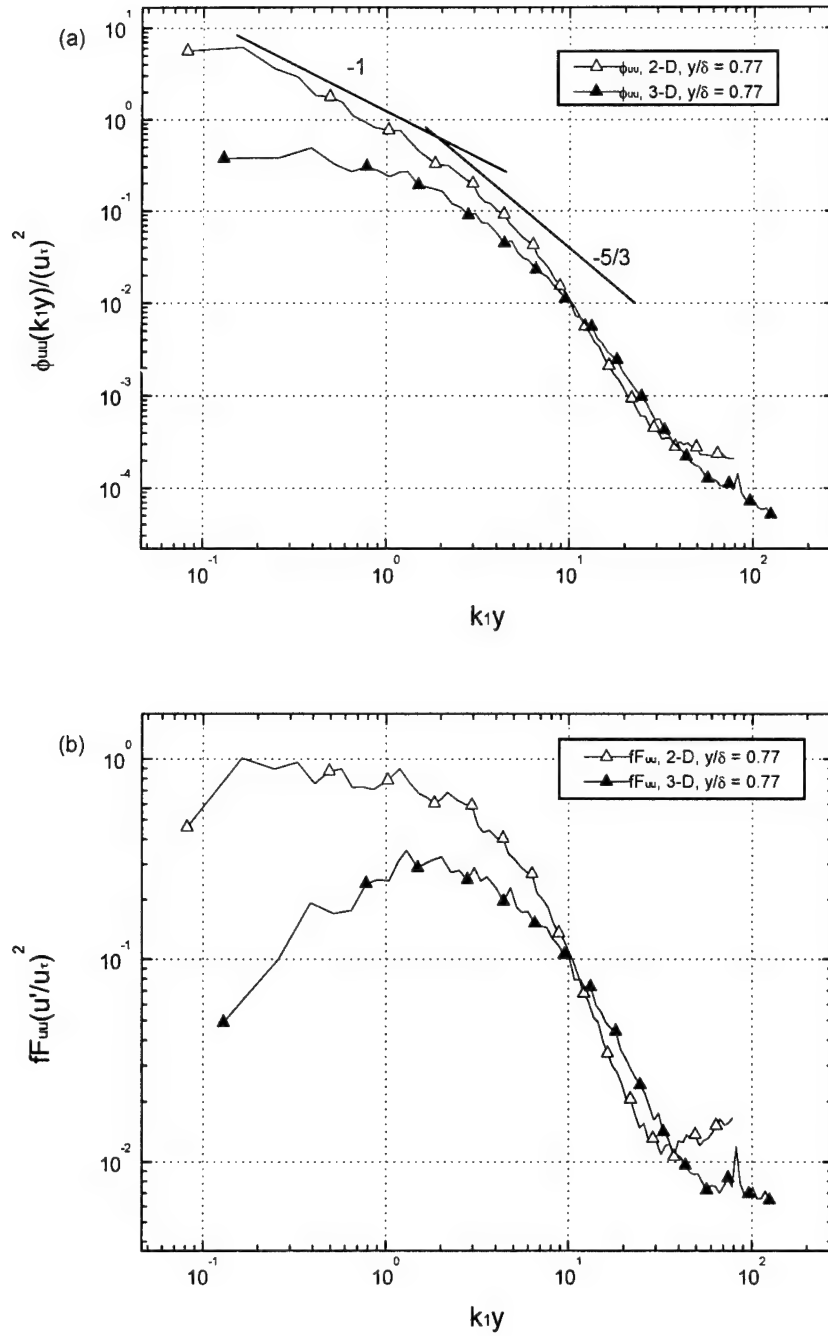 (a)
10¹
10⁰
10⁻¹
10⁻²
10⁻³
10⁻⁴
ϕuu(k₁y)/(uτ)²
-1
-5/3
ϕuu, 2-D, y/δ = 0.77
ϕuu, 3-D, y/δ = 0.77
10⁻¹ 10⁰ 10¹ 10²
k₁y
(b)
10⁰
10⁻¹
10⁻²
fFuu(u'/uτ)²
fFuu, 2-D, y/δ = 0.77
fFuu, 3-D, y/δ = 0.77
10⁻¹ 10⁰ 10¹ 10²
k₁y